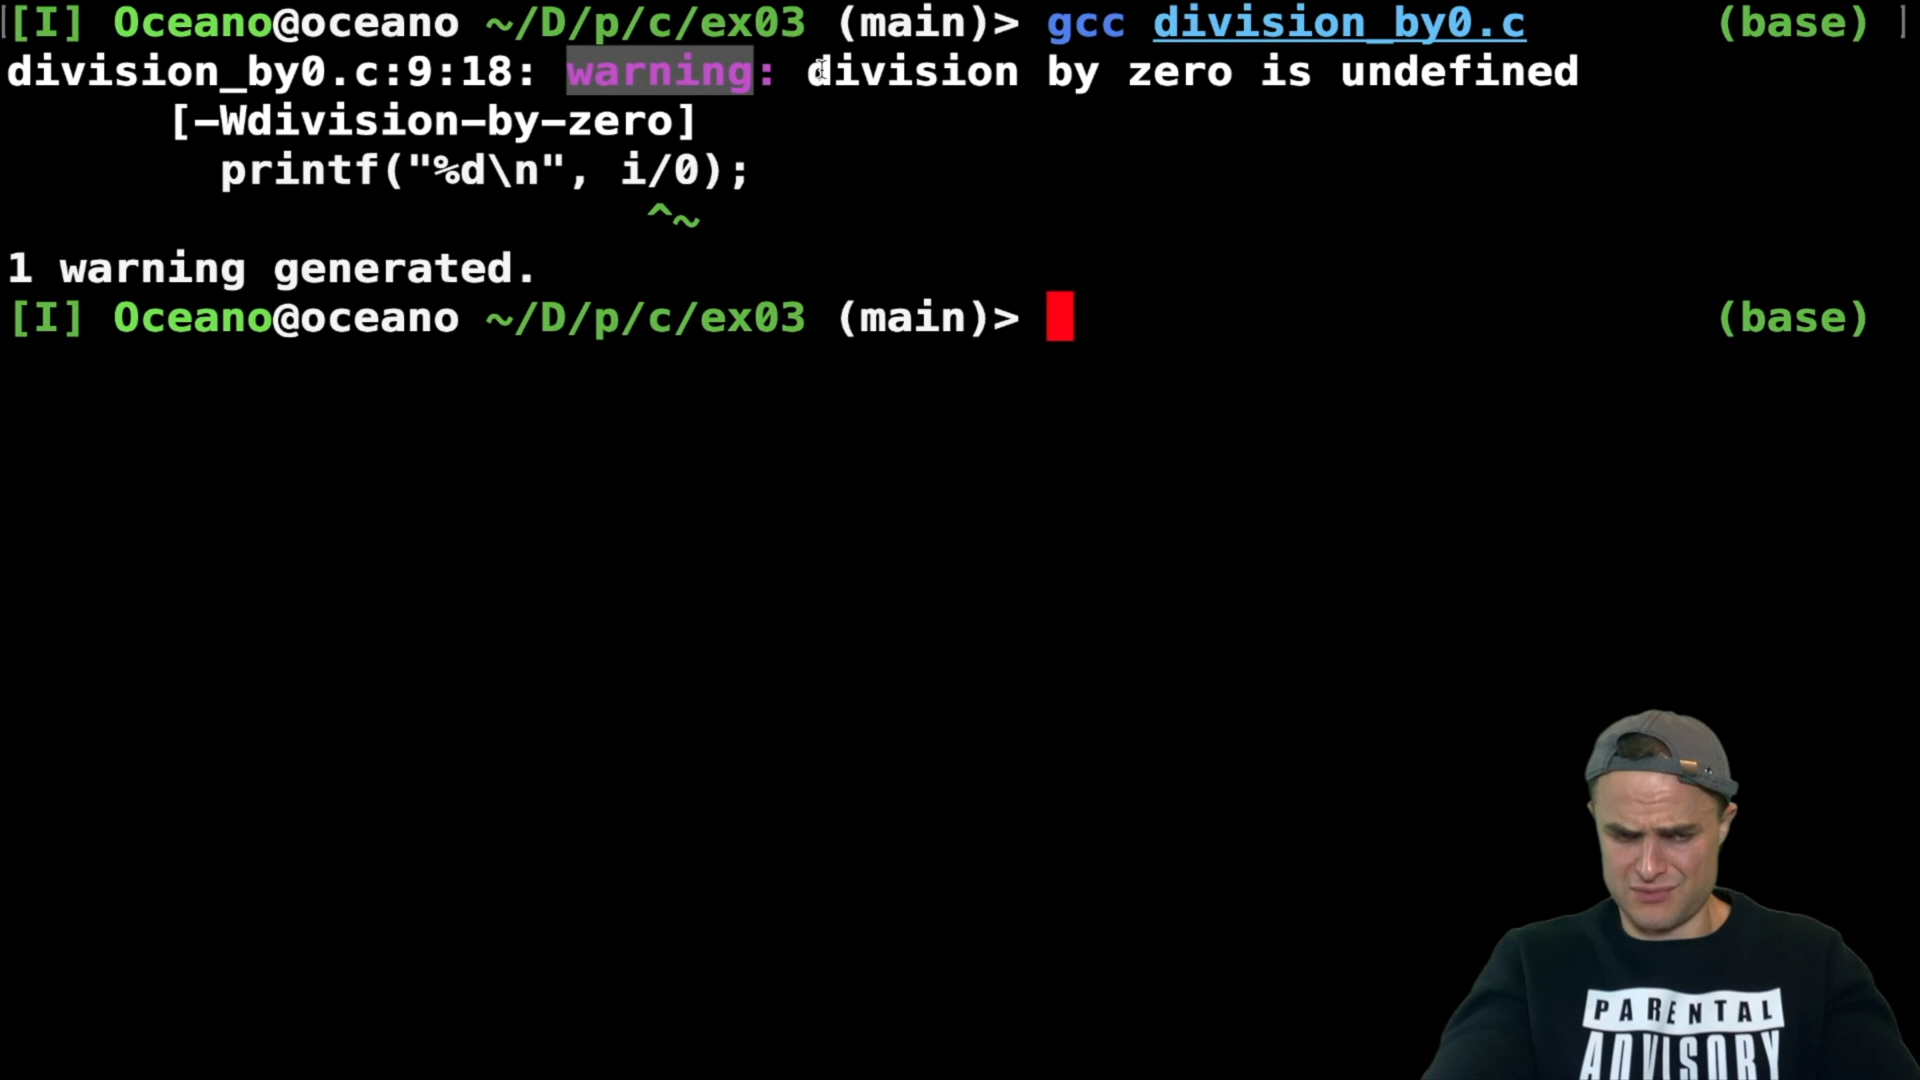 [I] Oceano@oceano ~/D/p/c/ex03 (main)> gcc division_by0.c (base)
division_by0.c:9:18: warning: division by zero is undefined
[-Wdivision-by-zero]
printf("%d\n", i/0);
^~
1 warning generated.
[I] Oceano@oceano ~/D/p/c/ex03 (main)> (base)
PARENTAL
ADVISORY